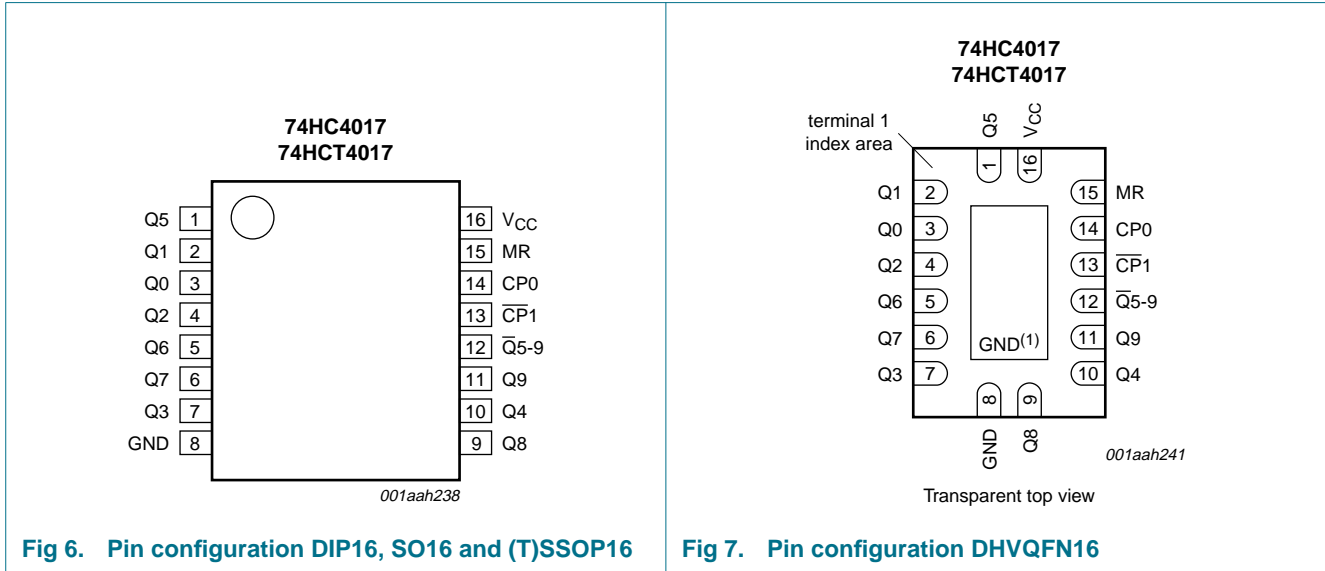 74HC4017
74HCT4017
Q5 1
Q1 2
Q0 3
Q2 4
Q6 5
Q7 6
Q3 7
GND 8
16 VCC
15 MR
14 CP0
13 C̅P̅1
12 Q̅5-9
11 Q9
10 Q4
9 Q8
001aah238
Fig 6. Pin configuration DIP16, SO16 and (T)SSOP16
74HC4017
74HCT4017
terminal 1
index area
Q5 1
VCC 16
Q1 2
Q0 3
Q2 4
Q6 5
Q7 6
Q3 7
15 MR
14 CP0
13 C̅P̅1
12 Q̅5-9
11 Q9
10 Q4
GND(1)
8 GND
9 Q8
001aah241
Transparent top view
Fig 7. Pin configuration DHVQFN16